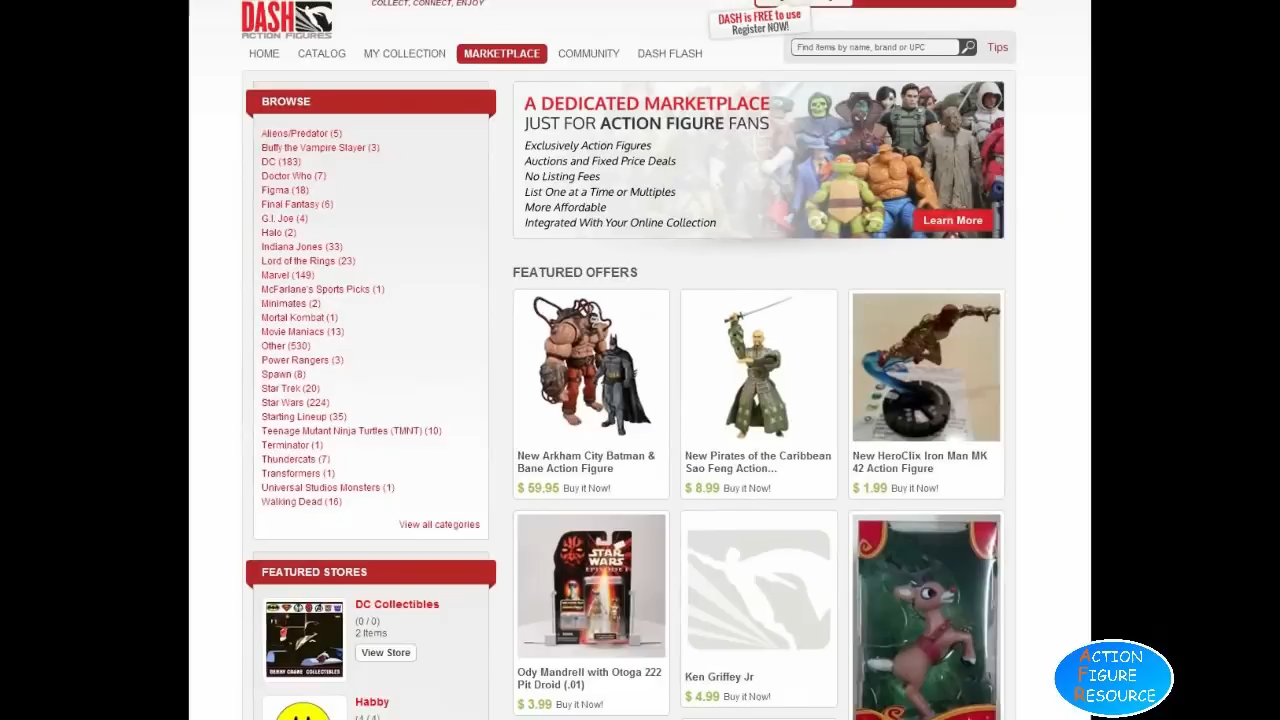 COLLECT, CONNECT, ENJOY
DASH
ACTION FIGURES
DASH is FREE to use
Register NOW!
HOME
CATALOG
MY COLLECTION
MARKETPLACE
COMMUNITY
DASH FLASH
Find items by name, brand or UPC
Tips
BROWSE
Aliens/Predator (5)
Buffy the Vampire Slayer (3)
DC (183)
Doctor Who (7)
Figma (18)
Final Fantasy (6)
G.I. Joe (4)
Halo (2)
Indiana Jones (33)
Lord of the Rings (23)
Marvel (149)
McFarlane's Sports Picks (1)
Minimates (2)
Mortal Kombat (1)
Movie Maniacs (13)
Other (530)
Power Rangers (3)
Spawn (8)
Star Trek (20)
Star Wars (224)
Starting Lineup (35)
Teenage Mutant Ninja Turtles (TMNT) (10)
Terminator (1)
Thundercats (7)
Transformers (1)
Universal Studios Monsters (1)
Walking Dead (16)
View all categories
FEATURED STORES
DC Collectibles
(0 / 0)
2 Items
View Store
Habby
(4 / 4)
A DEDICATED MARKETPLACE
JUST FOR ACTION FIGURE FANS
Exclusively Action Figures
Auctions and Fixed Price Deals
No Listing Fees
List One at a Time or Multiples
More Affordable
Integrated With Your Online Collection
Learn More
FEATURED OFFERS
New Arkham City Batman &
Bane Action Figure
$ 59.95 Buy it Now!
New Pirates of the Caribbean
Sao Feng Action...
$ 8.99 Buy it Now!
New HeroClix Iron Man MK
42 Action Figure
$ 1.99 Buy it Now!
STAR
WARS
EPISODE I
Ody Mandrell with Otoga 222
Pit Droid (.01)
$ 3.99 Buy it Now!
Ken Griffey Jr
$ 4.99 Buy it Now!
ACTION
FIGURE
RESOURCE